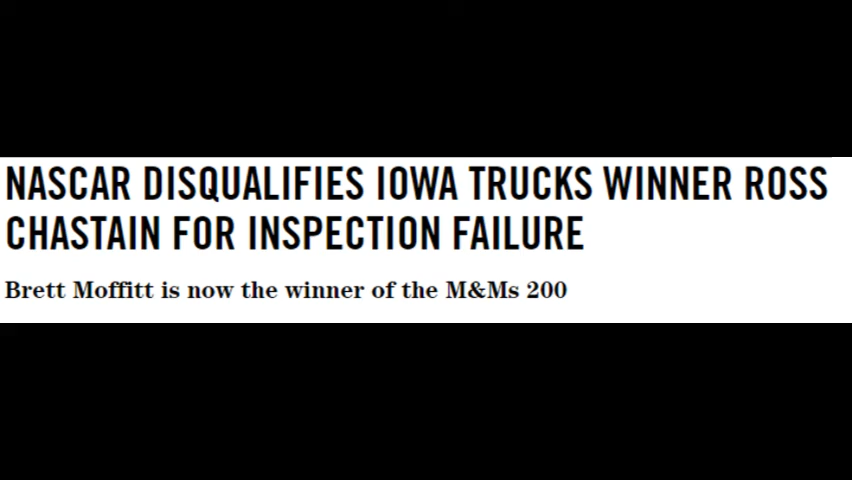 NASCAR DISQUALIFIES IOWA TRUCKS WINNER ROSS
CHASTAIN FOR INSPECTION FAILURE
Brett Moffitt is now the winner of the M&Ms 200